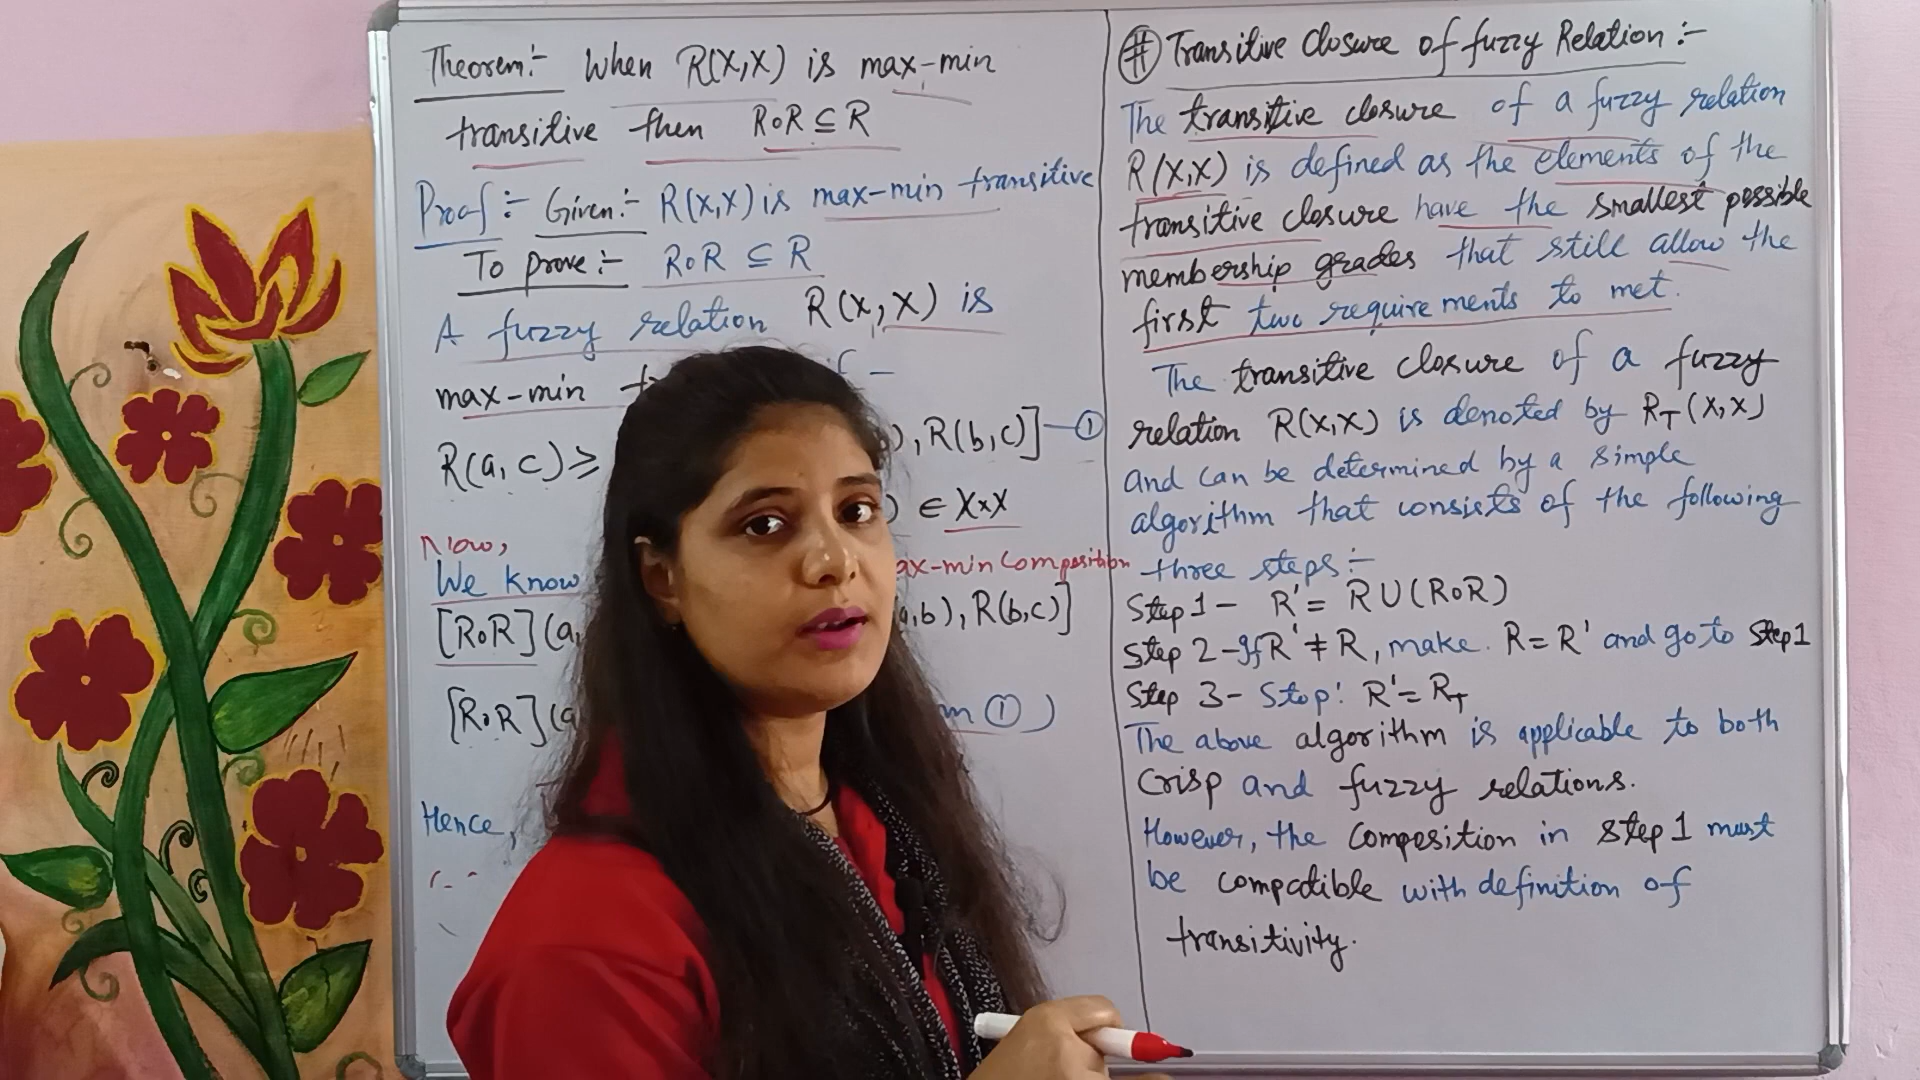 Theorem:- When R(X,X) is max-min
transitive then R∘R ⊆ R
Proof:- Given:- R(X,X) is max-min transitive
To prove:- R∘R ⊆ R
A fuzzy relation R(X,X) is
max-min
R(a,c) ≥ ), R(b,c)] — ①
) ∈ X×X
Now,
We know ax-min Composition
[R∘R](a, a,b), R(b,c)]
[R∘R](a m ①)
Hence,
# Transitive Closure of fuzzy Relation:-
The transitive closure of a fuzzy relation
R(X,X) is defined as the elements of the
transitive closure have the smallest possible
membership grades that still allow the
first two requirements to met.
The transitive closure of a fuzzy
relation R(X,X) is denoted by R_T(X,X)
and can be determined by a simple
algorithm that consists of the following
three steps:-
Step 1 - R' = R ∪ (R∘R)
Step 2 - If R' ≠ R, make R = R' and go to Step 1
Step 3 - Stop! R' = R_T
The above algorithm is applicable to both
Crisp and fuzzy relations.
However, the composition in Step 1 must
be compatible with definition of
transitivity.